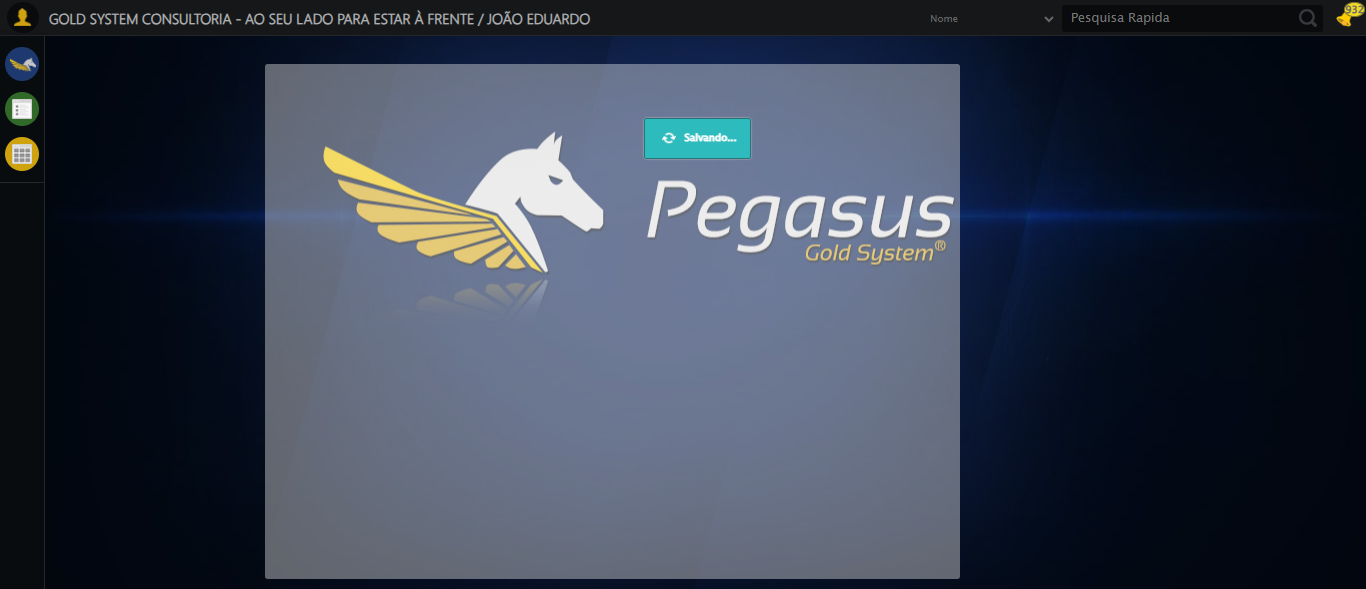 GOLD SYSTEM CONSULTORIA - AO SEU LADO PARA ESTAR À FRENTE / JOÃO EDUARDO
Nome
Pesquisa Rapida
932
Salvando...
Pegasus
Gold System®